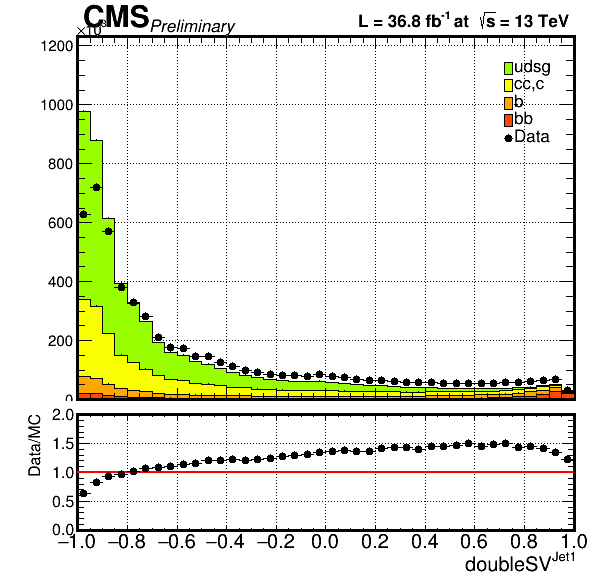 CMS Preliminary L = 36.8 fb⁻¹ at √s = 13 TeV
×10³
1200
1000
800
600
400
200
0
udsg
cc,c
b
bb
Data
Data/MC
2.0
1.5
1.0
0.5
0.0
−1.0 −0.8 −0.6 −0.4 −0.2 0.0 0.2 0.4 0.6 0.8 1.0
doubleSV^Jet1